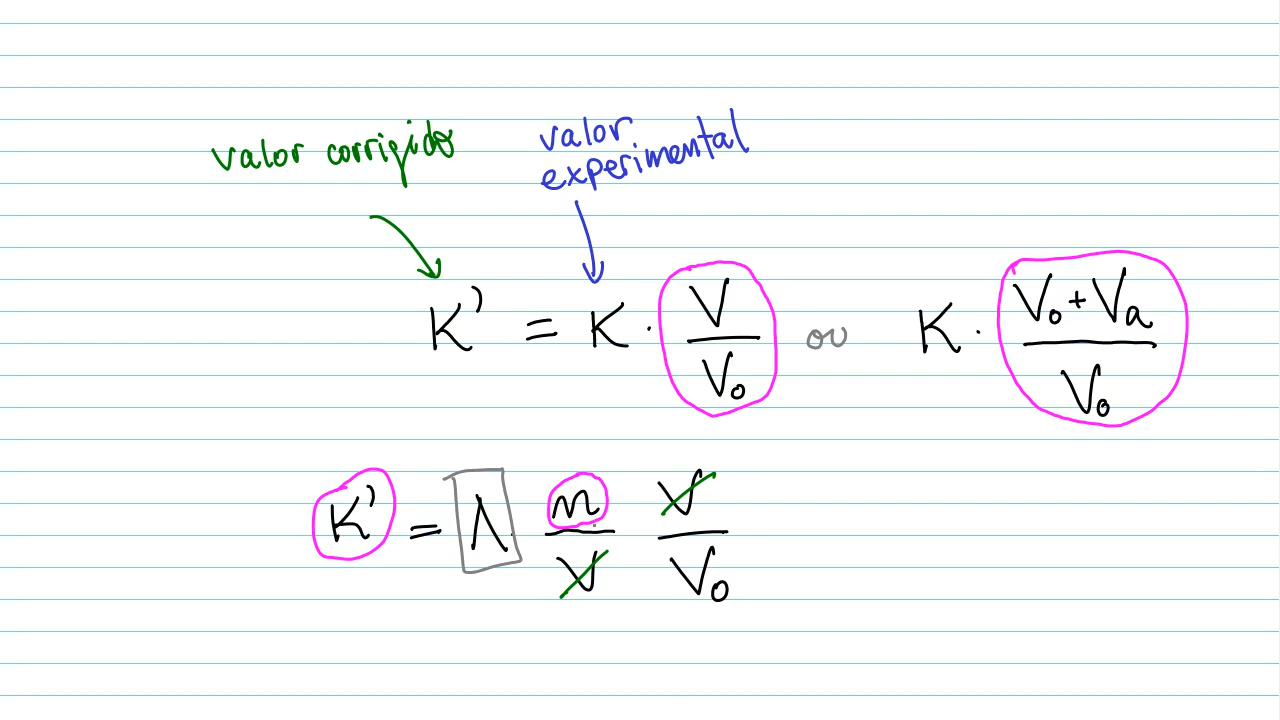 valor corrigido
valor
experimental
K' = K · V/V₀ ou K · (V₀ + Vₐ)/V₀
K' = Λ n/V V/V₀